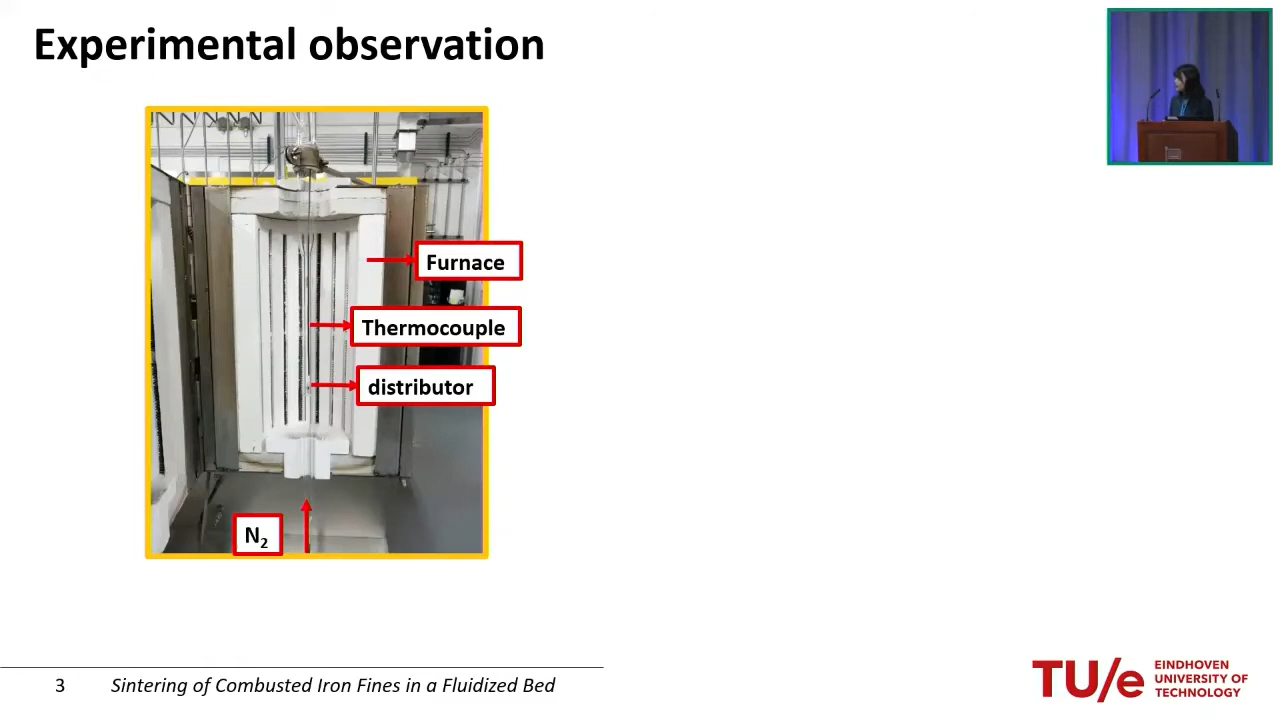 Experimental observation
Furnace
Thermocouple
distributor
N2
3 Sintering of Combusted Iron Fines in a Fluidized Bed
TU/e EINDHOVEN
UNIVERSITY OF
TECHNOLOGY